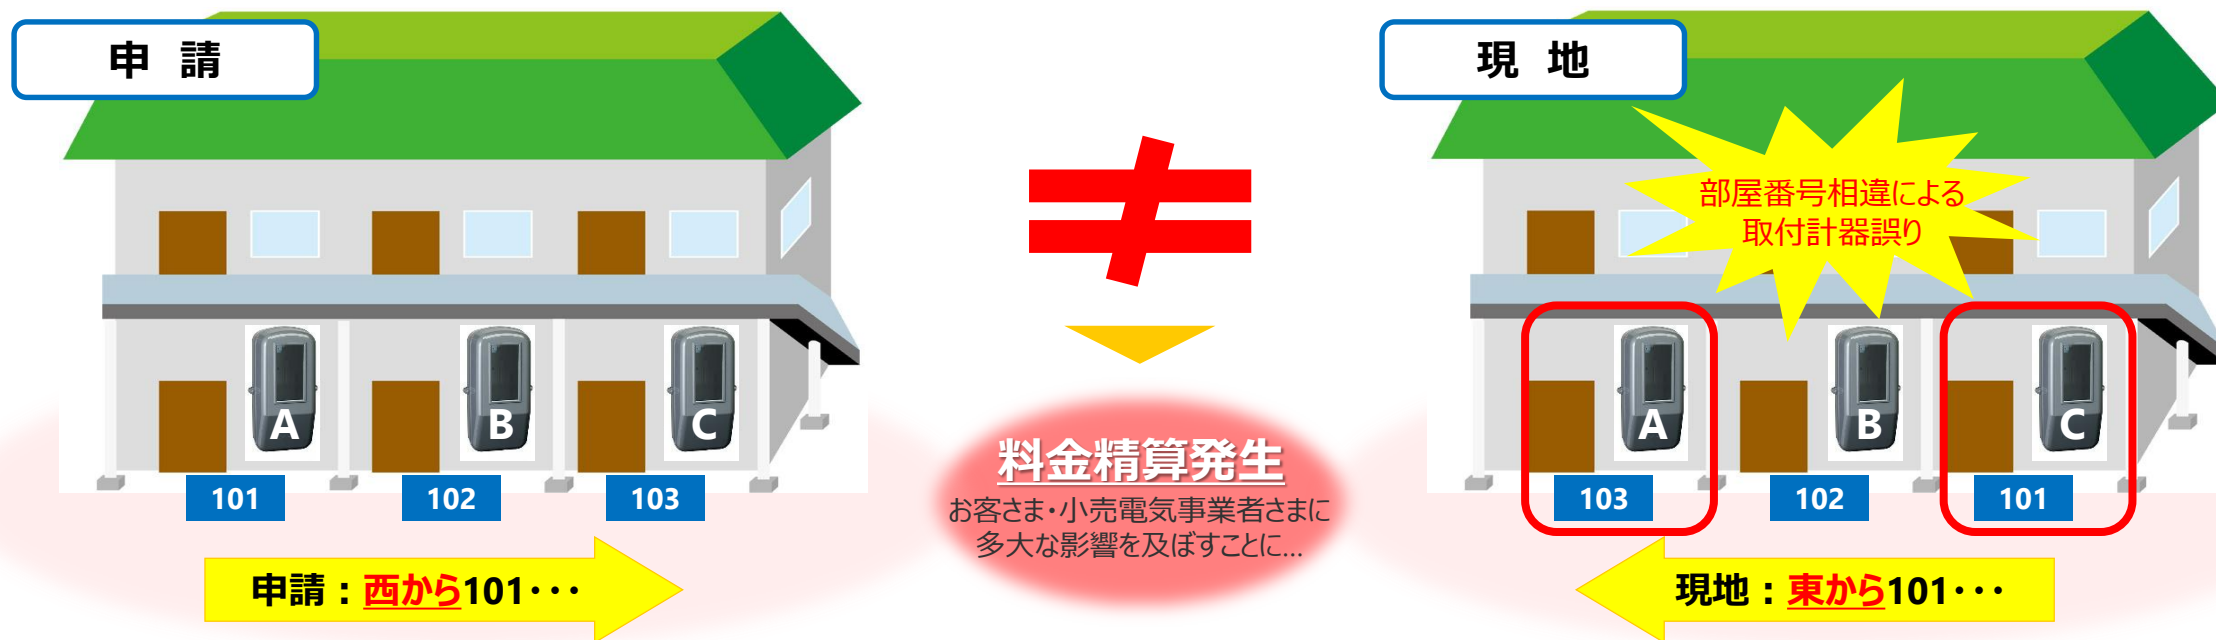 申 請
A
B
C
101
102
103
申請：西から101･･･
料金精算発生
お客さま・小売電気事業者さまに
多大な影響を及ぼすことに…
現 地
部屋番号相違による
取付計器誤り
A
B
C
103
102
101
現地：東から101･･･